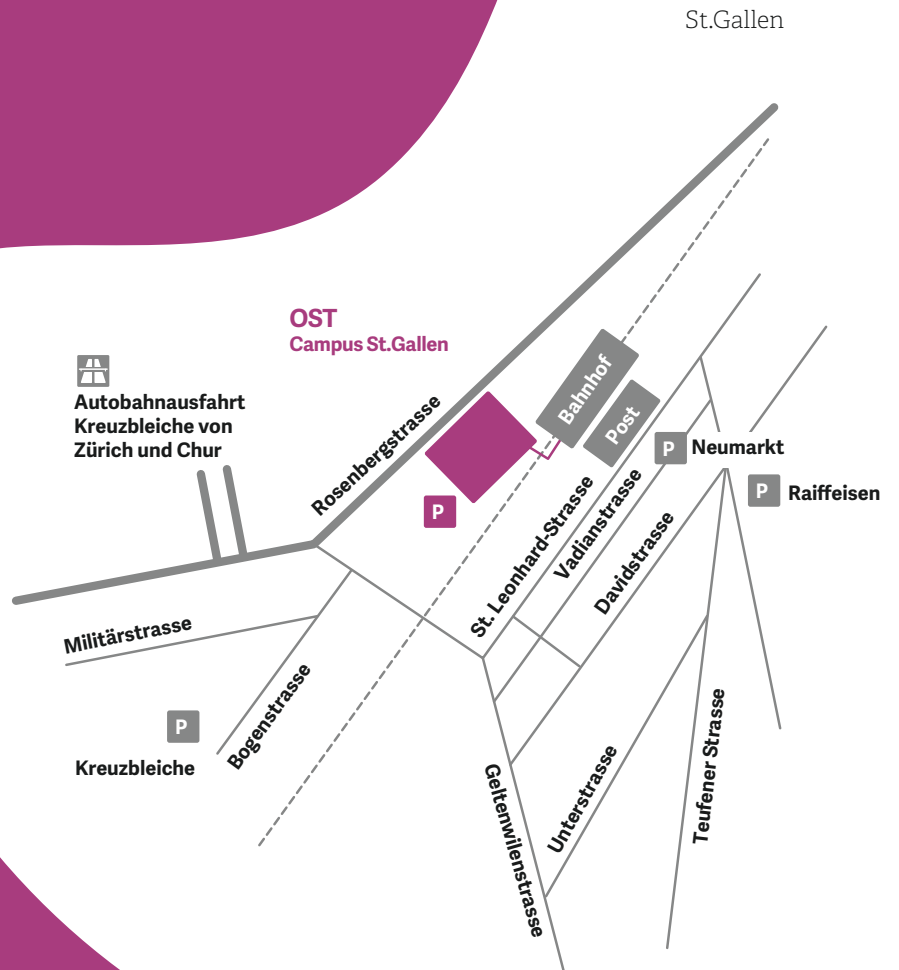 St.Gallen
OST
Campus St.Gallen
Autobahnausfahrt
Kreuzbleiche von
Zürich und Chur
Rosenbergstrasse
Bahnhof
Post
P
Neumarkt
P
Raiffeisen
P
St. Leonhard-Strasse
Vadianstrasse
Davidstrasse
Militärstrasse
Bogenstrasse
P
Kreuzbleiche
Geltenwilenstrasse
Unterstrasse
Teufener Strasse